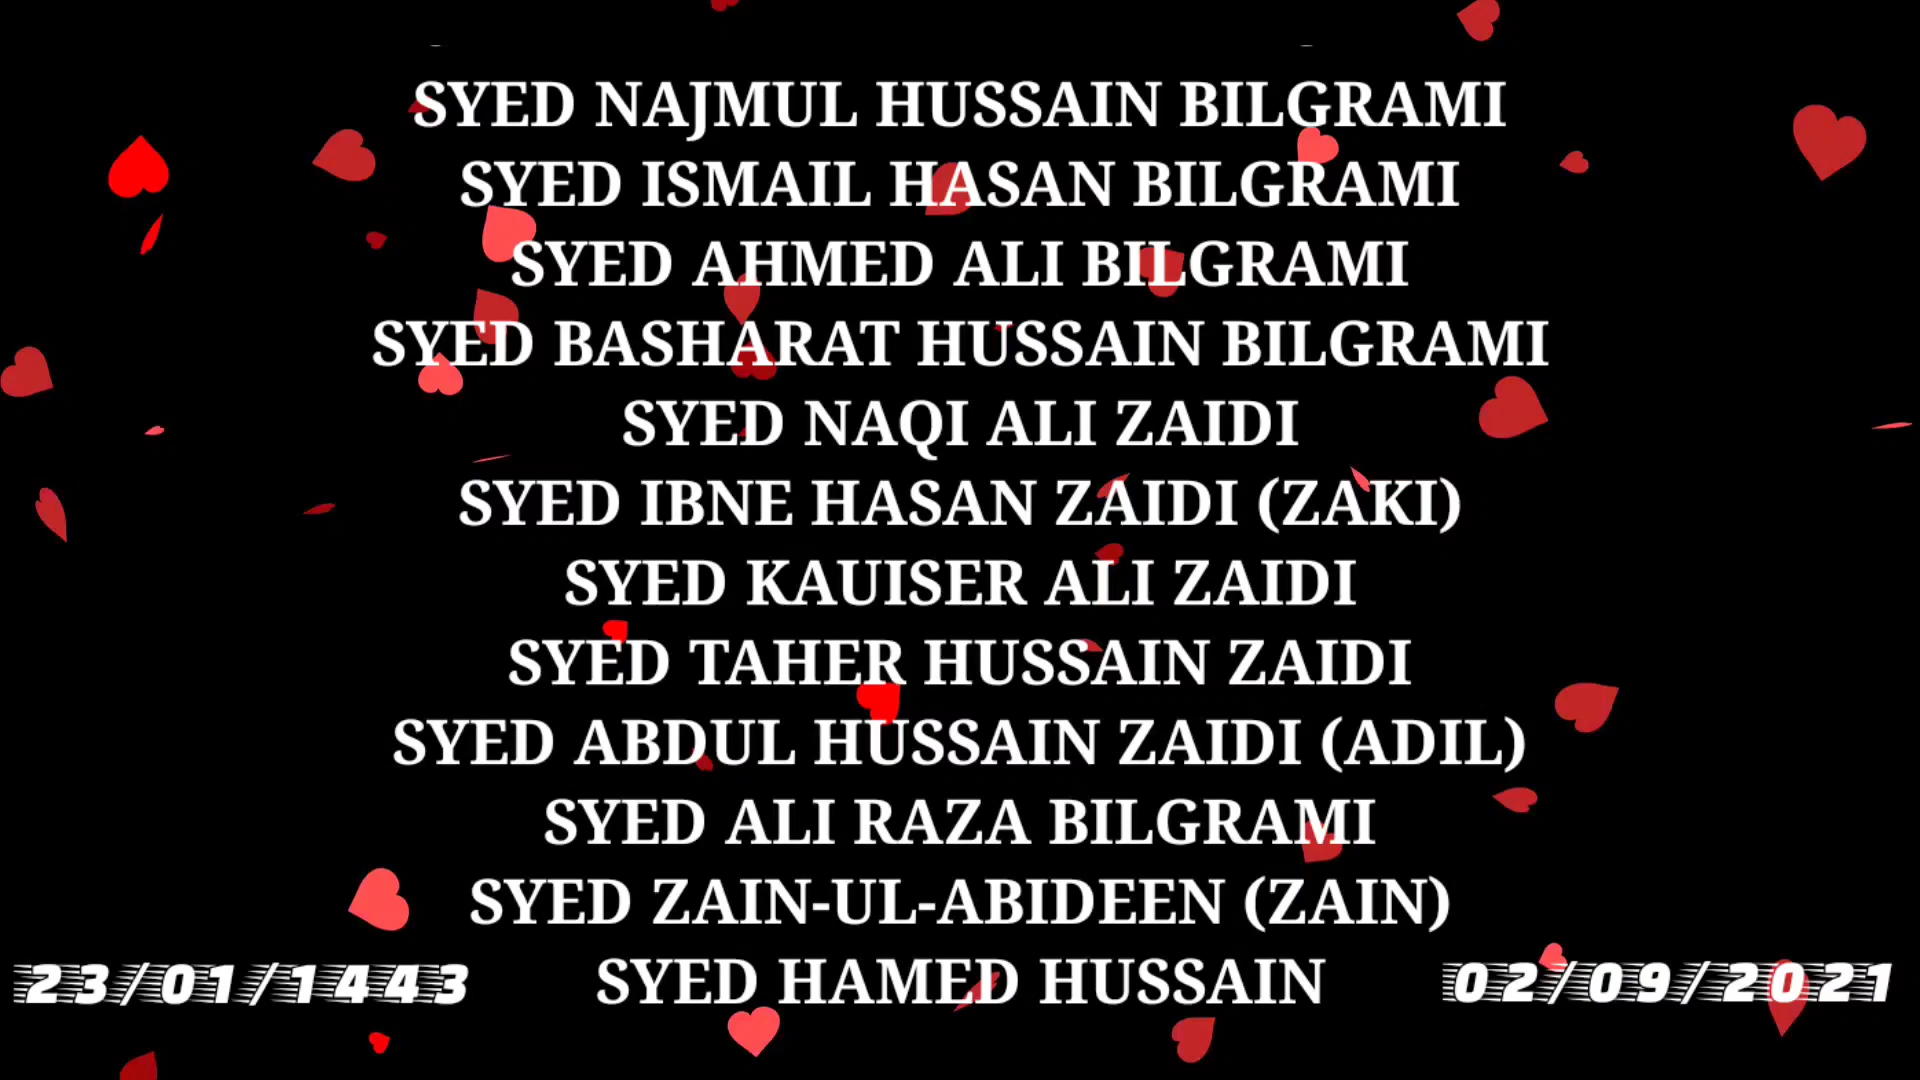 SYED NAJMUL HUSSAIN BILGRAMI
SYED ISMAIL HASAN BILGRAMI
SYED AHMED ALI BILGRAMI
SYED BASHARAT HUSSAIN BILGRAMI
SYED NAQI ALI ZAIDI
SYED IBNE HASAN ZAIDI (ZAKI)
SYED KAUISER ALI ZAIDI
SYED TAHER HUSSAIN ZAIDI
SYED ABDUL HUSSAIN ZAIDI (ADIL)
SYED ALI RAZA BILGRAMI
SYED ZAIN-UL-ABIDEEN (ZAIN)
SYED HAMED HUSSAIN
23/01/1443
02/09/2021